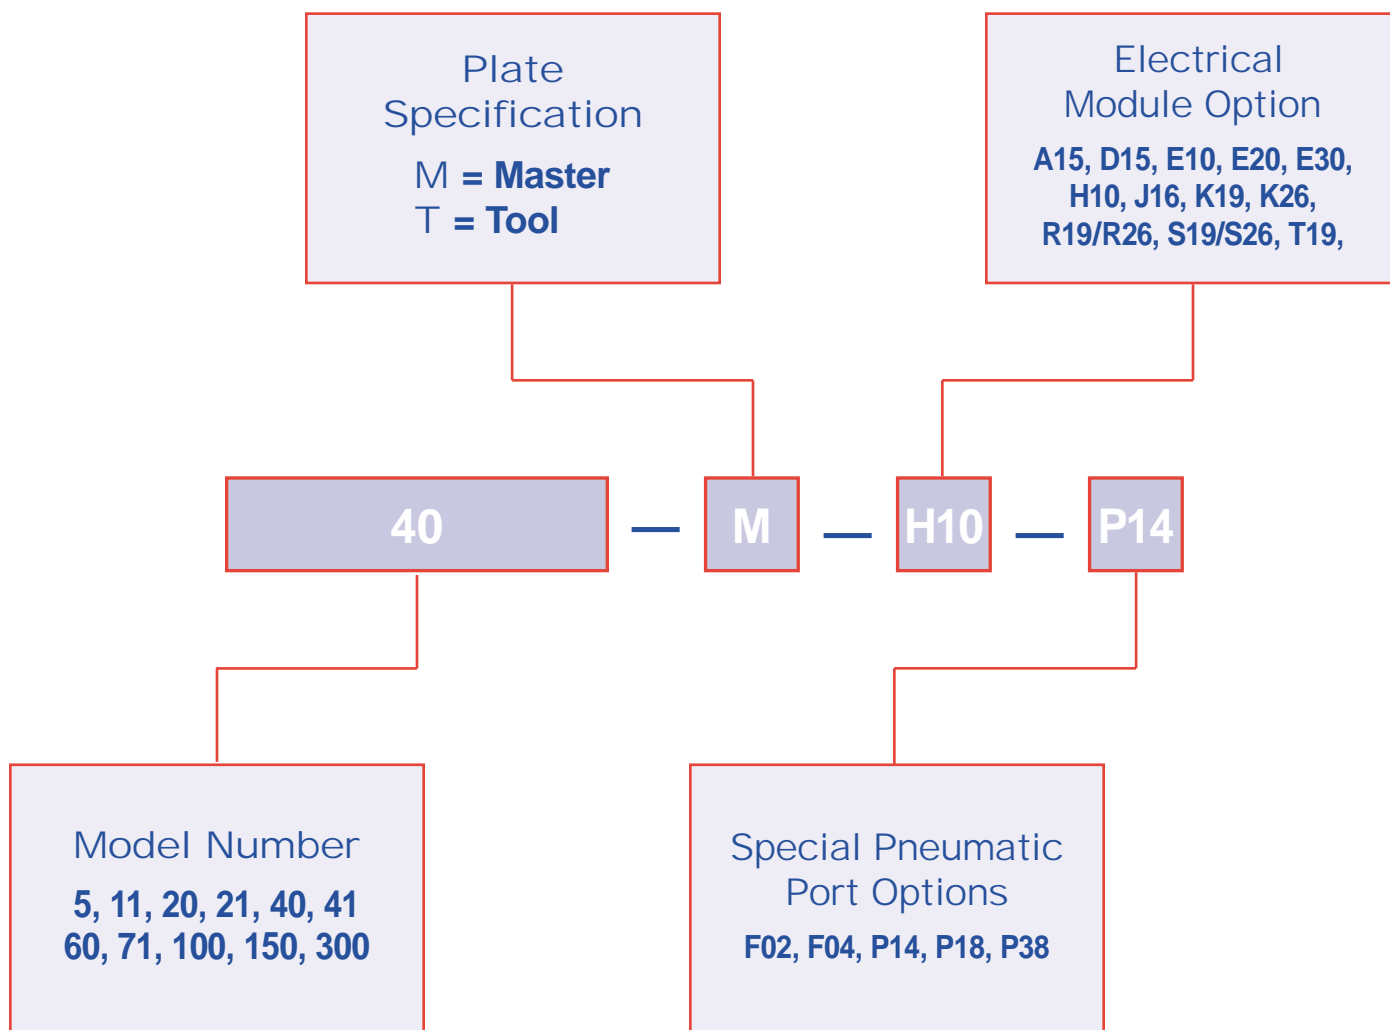 Plate
Specification
M = Master
T = Tool
Electrical
Module Option
A15, D15, E10, E20, E30,
H10, J16, K19, K26,
R19/R26, S19/S26, T19,
40 — M — H10 — P14
Model Number
5, 11, 20, 21, 40, 41
60, 71, 100, 150, 300
Special Pneumatic
Port Options
F02, F04, P14, P18, P38